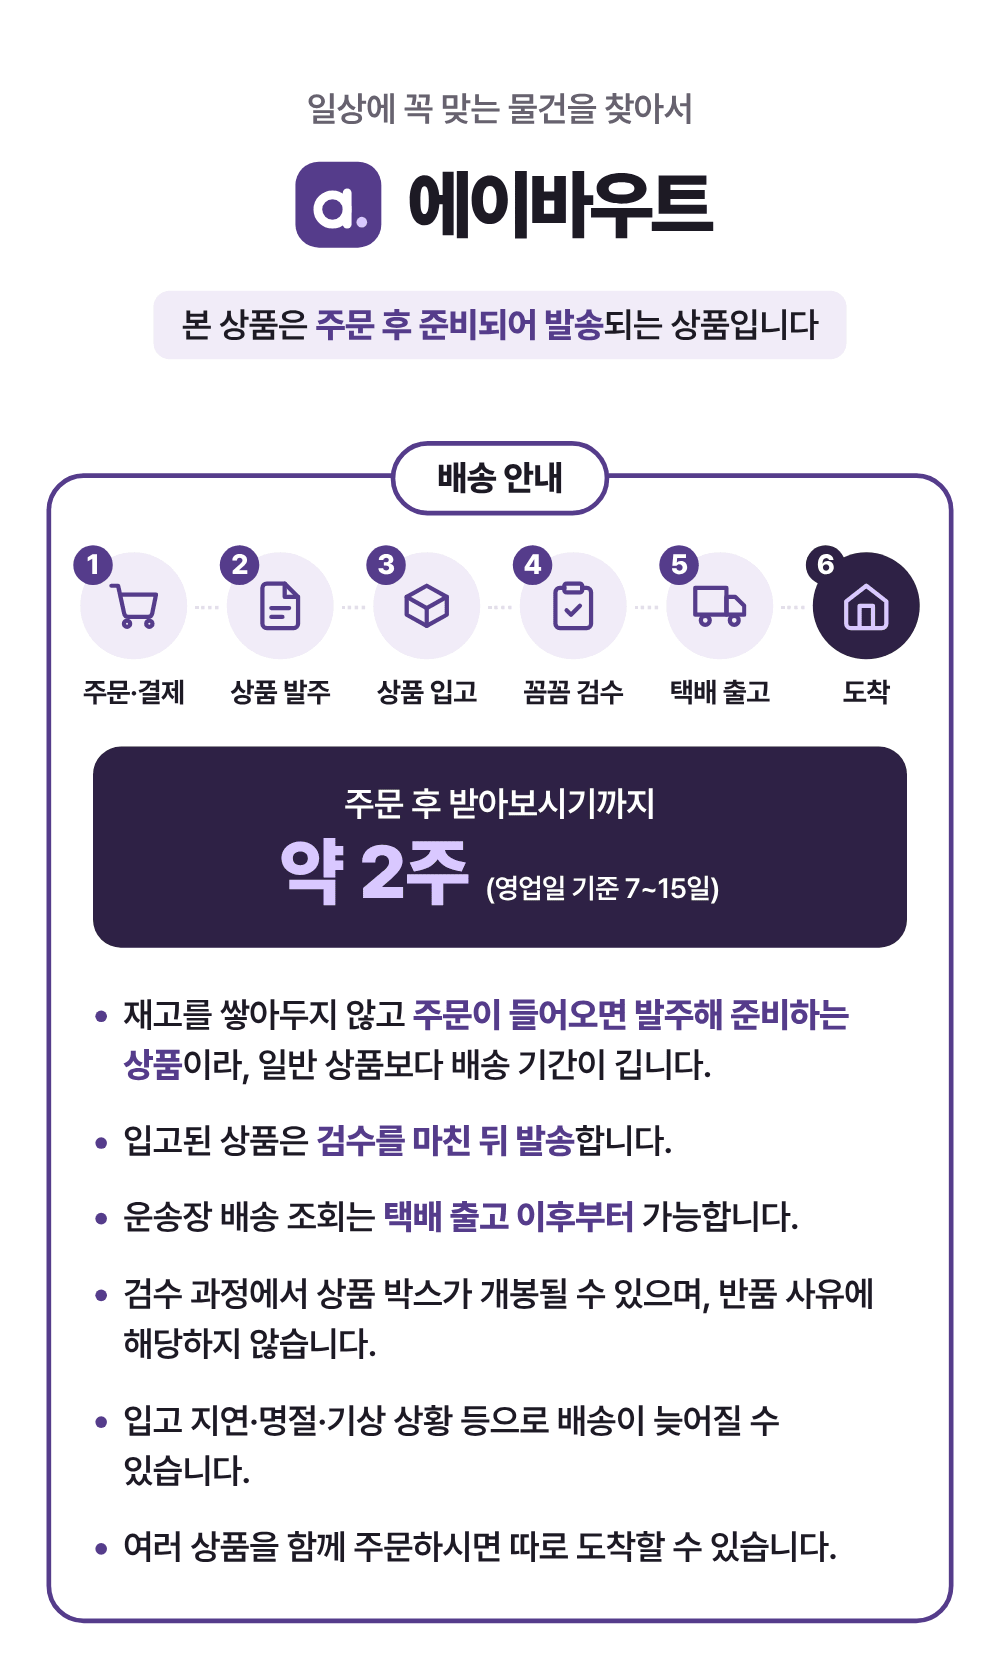 일상에 꼭 맞는 물건을 찾아서
a. 에이바우트
본 상품은 주문 후 준비되어 발송되는 상품입니다
배송 안내
1 2 3 4 5 6
주문·결제 상품 발주 상품 입고 꼼꼼 검수 택배 출고 도착
주문 후 받아보시기까지
약 2주 (영업일 기준 7~15일)
• 재고를 쌓아두지 않고 주문이 들어오면 발주해 준비하는
상품이라, 일반 상품보다 배송 기간이 깁니다.
• 입고된 상품은 검수를 마친 뒤 발송합니다.
• 운송장 배송 조회는 택배 출고 이후부터 가능합니다.
• 검수 과정에서 상품 박스가 개봉될 수 있으며, 반품 사유에
해당하지 않습니다.
• 입고 지연·명절·기상 상황 등으로 배송이 늦어질 수
있습니다.
• 여러 상품을 함께 주문하시면 따로 도착할 수 있습니다.